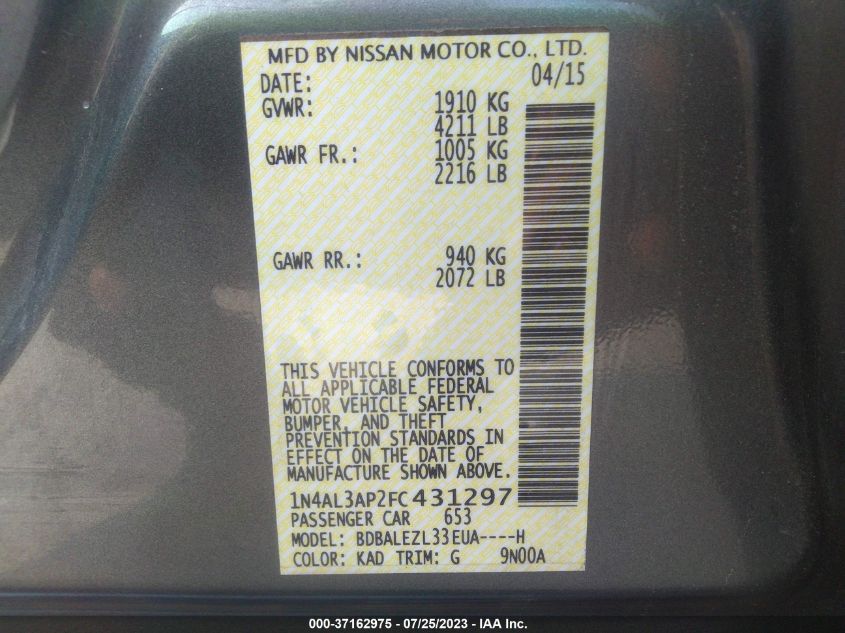 MFD BY NISSAN MOTOR CO., LTD.
DATE: 04/15
GVWR: 1910 KG
4211 LB
GAWR FR.: 1005 KG
2216 LB
GAWR RR.: 940 KG
2072 LB
THIS VEHICLE CONFORMS TO
ALL APPLICABLE FEDERAL
MOTOR VEHICLE SAFETY,
BUMPER, AND THEFT
PREVENTION STANDARDS IN
EFFECT ON THE DATE OF
MANUFACTURE SHOWN ABOVE.
1N4AL3AP2FC431297
PASSENGER CAR 653
MODEL: BDBALEZL33EUA----H
COLOR: KAD TRIM: G 9N00A
000-37162975 - 07/25/2023 - IAA Inc.